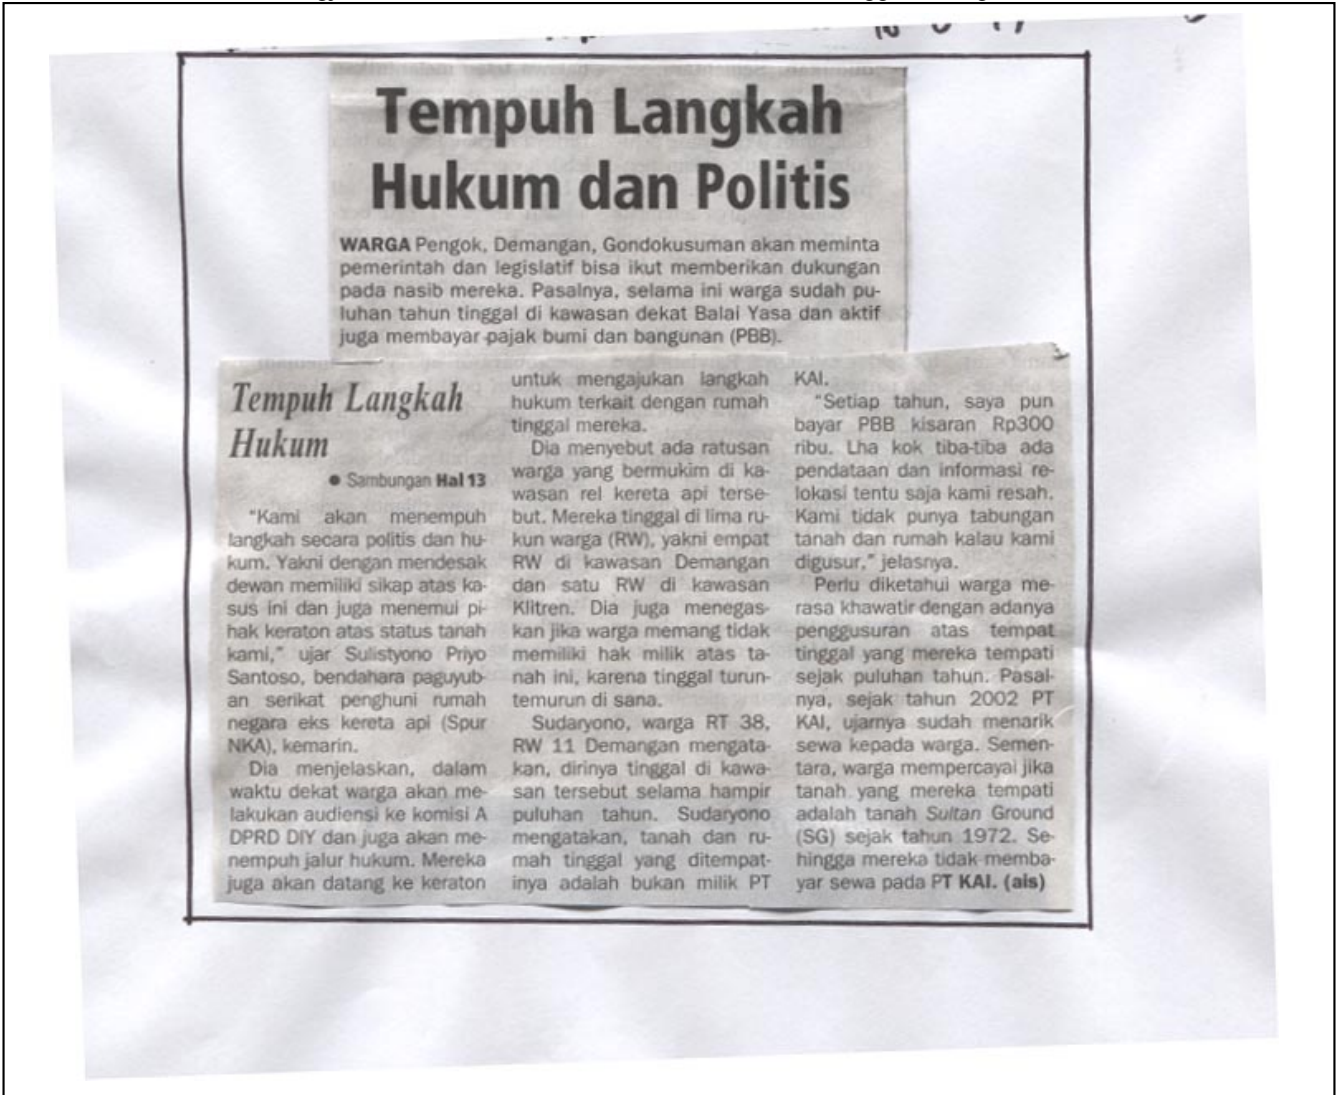 Tempuh Langkah
Hukum dan Politis
WARGA Pengok, Demangan, Gondokusuman akan meminta
pemerintah dan legislatif bisa ikut memberikan dukungan
pada nasib mereka. Pasalnya, selama ini warga sudah pu-
luhan tahun tinggal di kawasan dekat Balai Yasa dan aktif
juga membayar pajak bumi dan bangunan (PBB).
Tempuh Langkah
Hukum
● Sambungan Hal 13
"Kami akan menempuh
langkah secara politis dan hu-
kum. Yakni dengan mendesak
dewan memiliki sikap atas ka-
sus ini dan juga menemui pi-
hak keraton atas status tanah
kami," ujar Sulistyono Priyo
Santoso, bendahara paguyub-
an serikat penghuni rumah
negara eks kereta api (Spur
NKA), kemarin.
Dia menjelaskan, dalam
waktu dekat warga akan me-
lakukan audiensi ke komisi A
DPRD DIY dan juga akan me-
nempuh jalur hukum. Mereka
juga akan datang ke keraton
untuk mengajukan langkah
hukum terkait dengan rumah
tinggal mereka.
Dia menyebut ada ratusan
warga yang bermukim di ka-
wasan rel kereta api terse-
but. Mereka tinggal di lima ru-
kun warga (RW), yakni empat
RW di kawasan Demangan
dan satu RW di kawasan
Klitren. Dia juga menegas-
kan jika warga memang tidak
memiliki hak milik atas ta-
nah ini, karena tinggal turun-
temurun di sana.
Sudaryono, warga RT 38,
RW 11 Demangan mengata-
kan, dirinya tinggal di kawa-
san tersebut selama hampir
puluhan tahun. Sudaryono
mengatakan, tanah dan ru-
mah tinggal yang ditempat-
inya adalah bukan milik PT
KAI.
"Setiap tahun, saya pun
bayar PBB kisaran Rp300
ribu. Lha kok tiba-tiba ada
pendataan dan informasi re-
lokasi tentu saja kami resah.
Kami tidak punya tabungan
tanah dan rumah kalau kami
digusur," jelasnya.
Perlu diketahui warga me-
rasa khawatir dengan adanya
penggusuran atas tempat
tinggal yang mereka tempati
sejak puluhan tahun. Pasal-
nya, sejak tahun 2002 PT
KAI, ujarnya sudah menarik
sewa kepada warga. Semen-
tara, warga mempercayai jika
tanah yang mereka tempati
adalah tanah Sultan Ground
(SG) sejak tahun 1972. Se-
hingga mereka tidak memba-
yar sewa pada PT KAI. (ais)